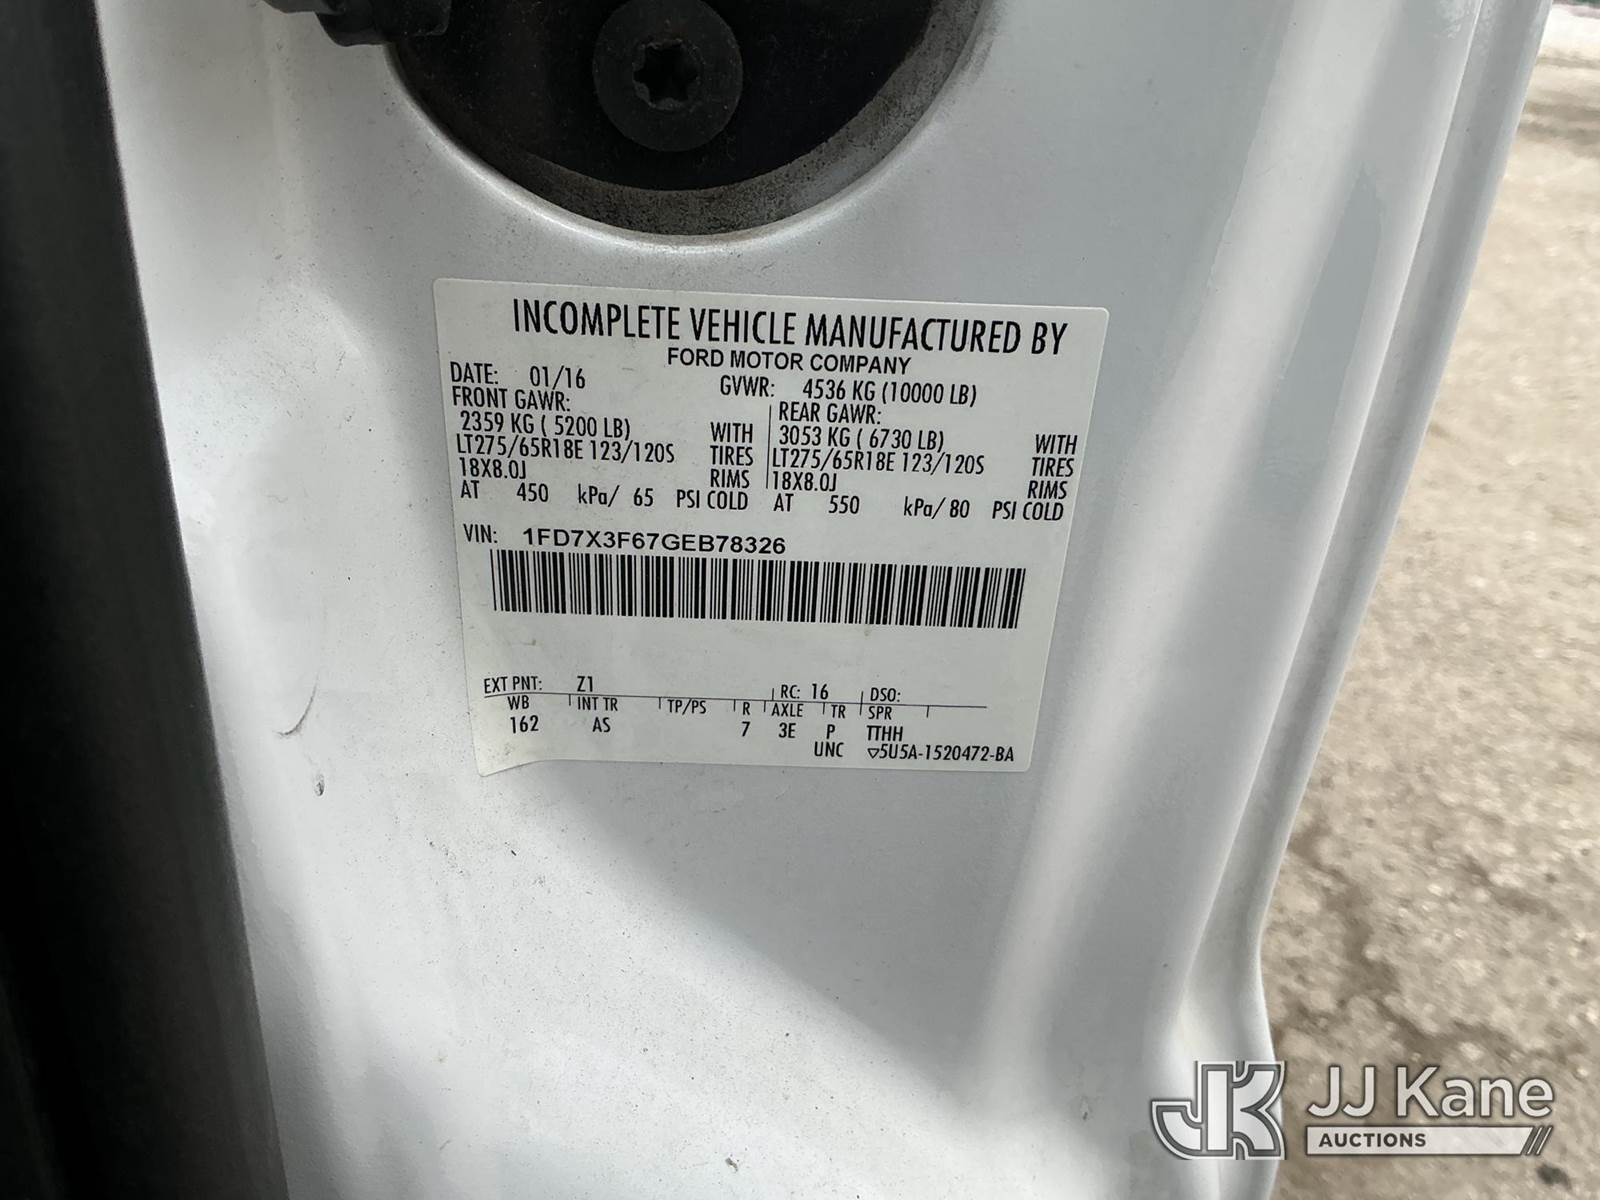 INCOMPLETE VEHICLE MANUFACTURED BY
FORD MOTOR COMPANY
DATE: 01/16 GVWR: 4536 KG (10000 LB)
FRONT GAWR: REAR GAWR:
2359 KG ( 5200 LB) WITH 3053 KG ( 6730 LB) WITH
LT275/65R18E 123/120S TIRES LT275/65R18E 123/120S TIRES
18X8.0J RIMS 18X8.0J RIMS
AT 450 kPa/ 65 PSI COLD AT 550 kPa/ 80 PSI COLD
VIN: 1FD7X3F67GEB78326
EXT PNT: Z1 RC: 16 DSO:
WB INT TR TP/PS R AXLE TR SPR
162 AS 7 3E P TTHH
UNC ▽5U5A-1520472-BA
JK JJ Kane
AUCTIONS